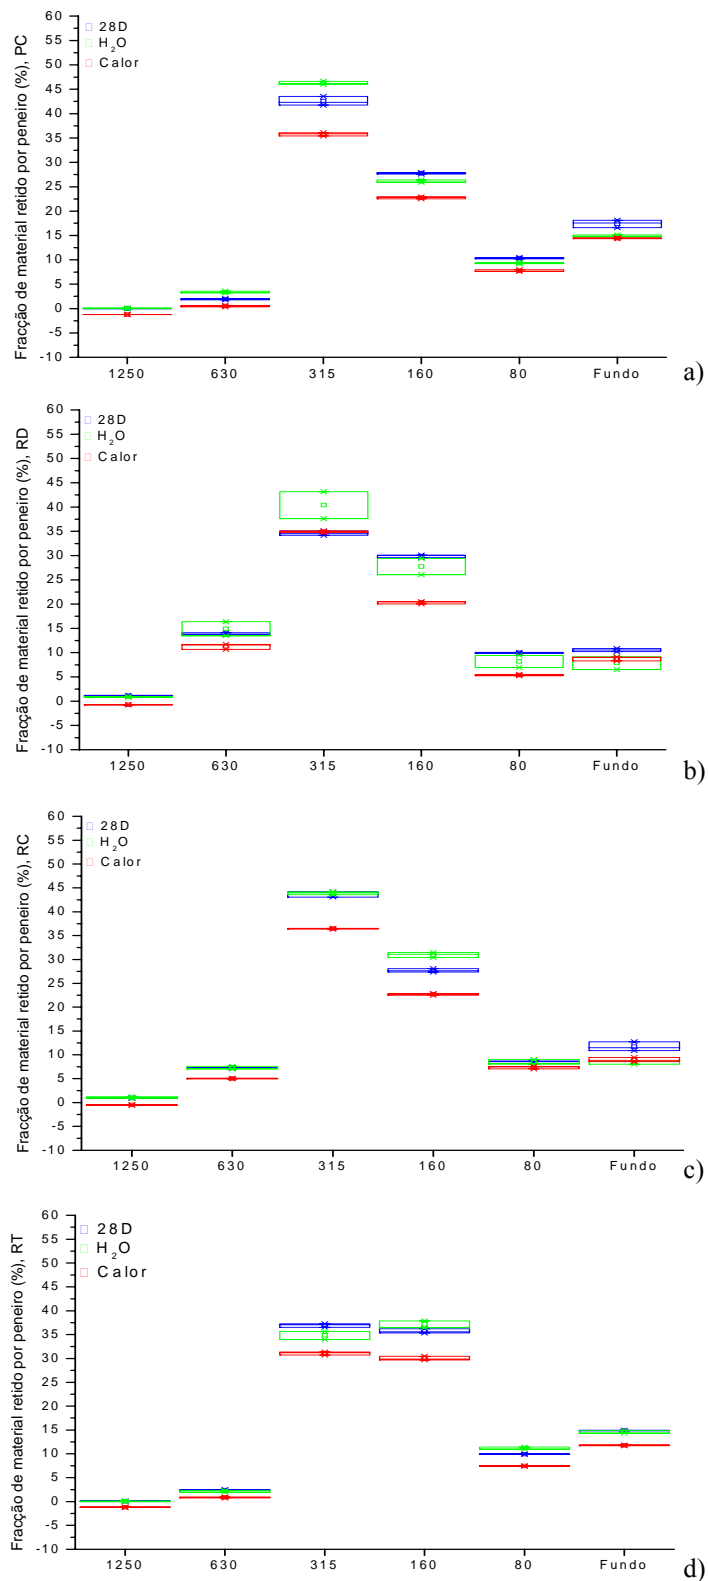 Fracção de material retido por peneiro (%), PC
60
55
50
45
40
35
30
25
20
15
10
5
0
-5
-10
28D
H₂O
Calor
1250 630 315 160 80 Fundo
a)
Fracção de material retido por peneiro (%), RD
60
55
50
45
40
35
30
25
20
15
10
5
0
-5
-10
28D
H₂O
Calor
1250 630 315 160 80 Fundo
b)
Fracção de material retido por peneiro (%), RC
60
55
50
45
40
35
30
25
20
15
10
5
0
-5
-10
28D
H₂O
Calor
1250 630 315 160 80 Fundo
c)
Fracção de material retido por peneiro (%), RT
60
55
50
45
40
35
30
25
20
15
10
5
0
-5
-10
28D
H₂O
Calor
1250 630 315 160 80 Fundo
d)